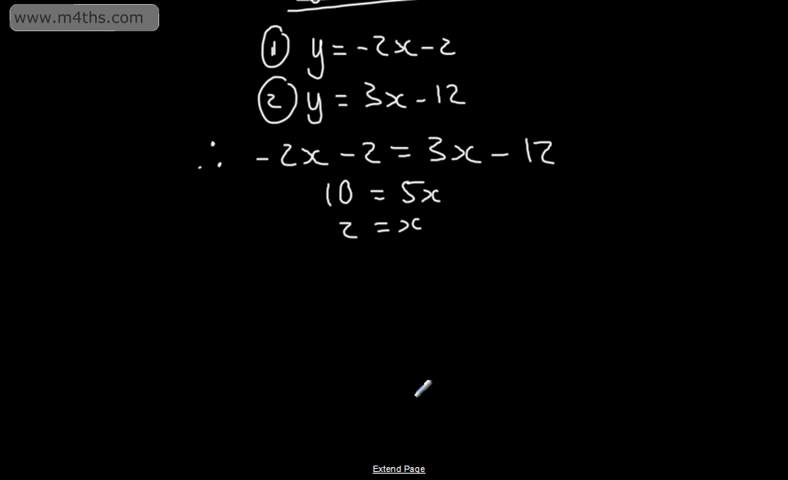 www.m4ths.com
① y = -2x - 2
② y = 3x - 12
∴ -2x - 2 = 3x - 12
10 = 5x
2 = x
Extend Page